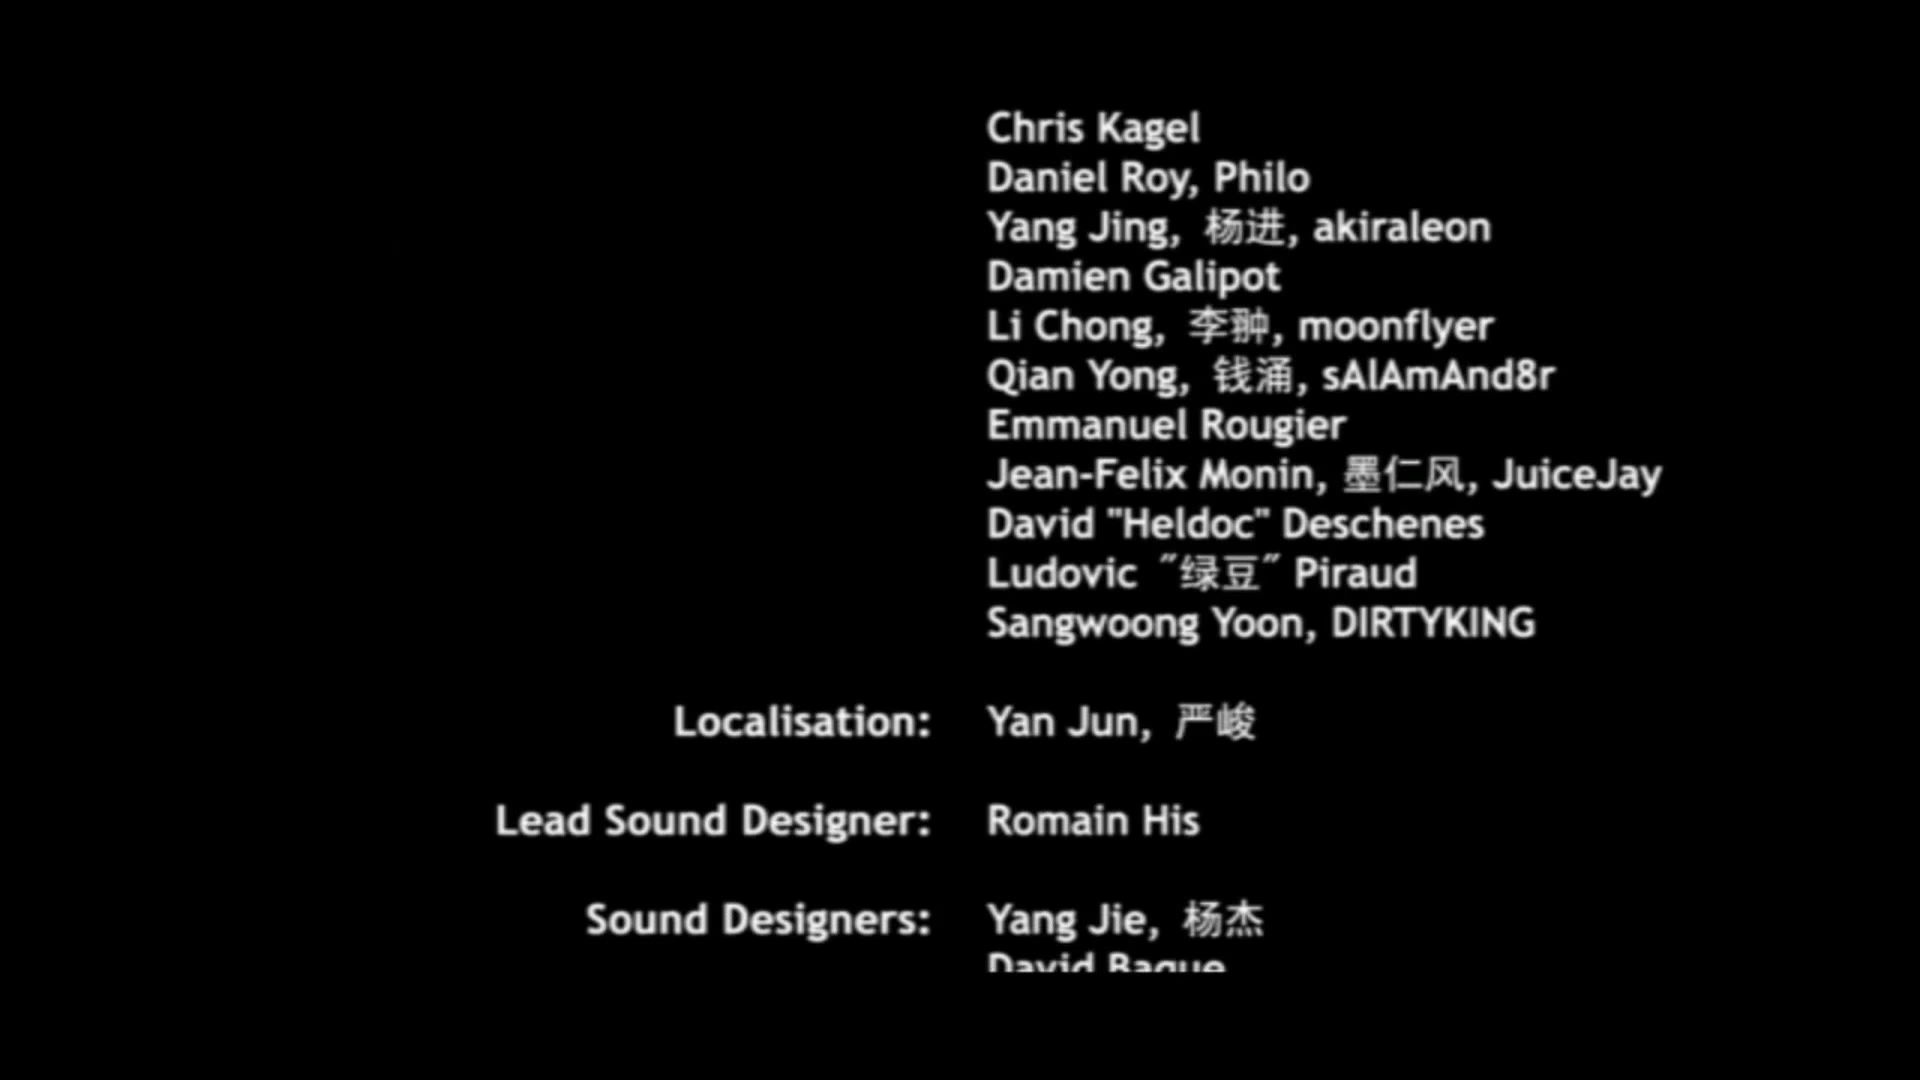 Chris Kagel
Daniel Roy, Philo
Yang Jing, 杨进, akiraleon
Damien Galipot
Li Chong, 李翀, moonflyer
Qian Yong, 钱涌, sAlAmAnd8r
Emmanuel Rougier
Jean-Felix Monin, 墨仁风, JuiceJay
David "Heldoc" Deschenes
Ludovic "绿豆" Piraud
Sangwoong Yoon, DIRTYKING
Localisation: Yan Jun, 严峻
Lead Sound Designer: Romain His
Sound Designers: Yang Jie, 杨杰
David